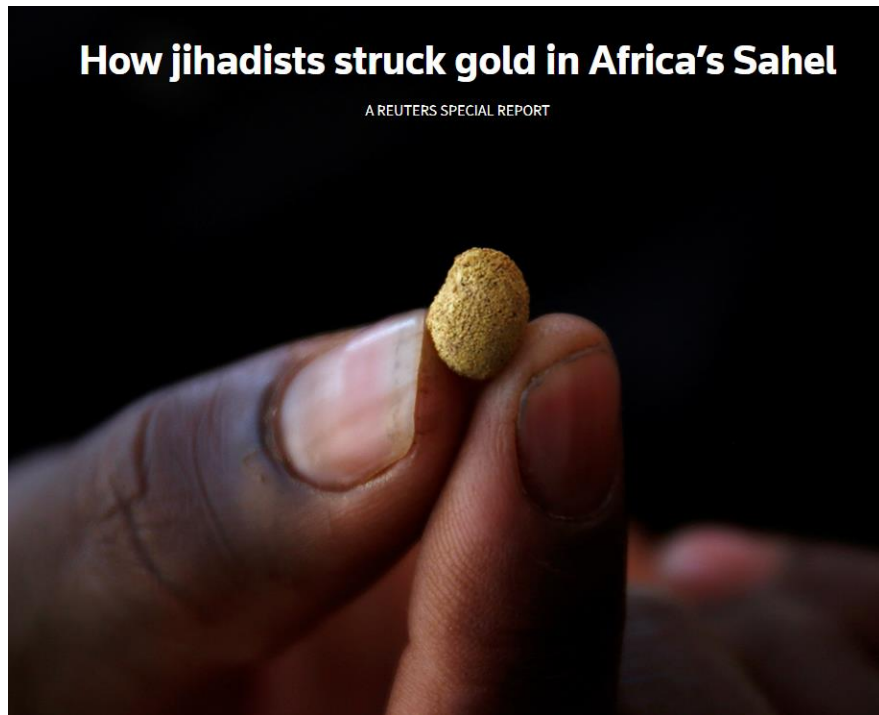 How jihadists struck gold in Africa’s Sahel
A REUTERS SPECIAL REPORT